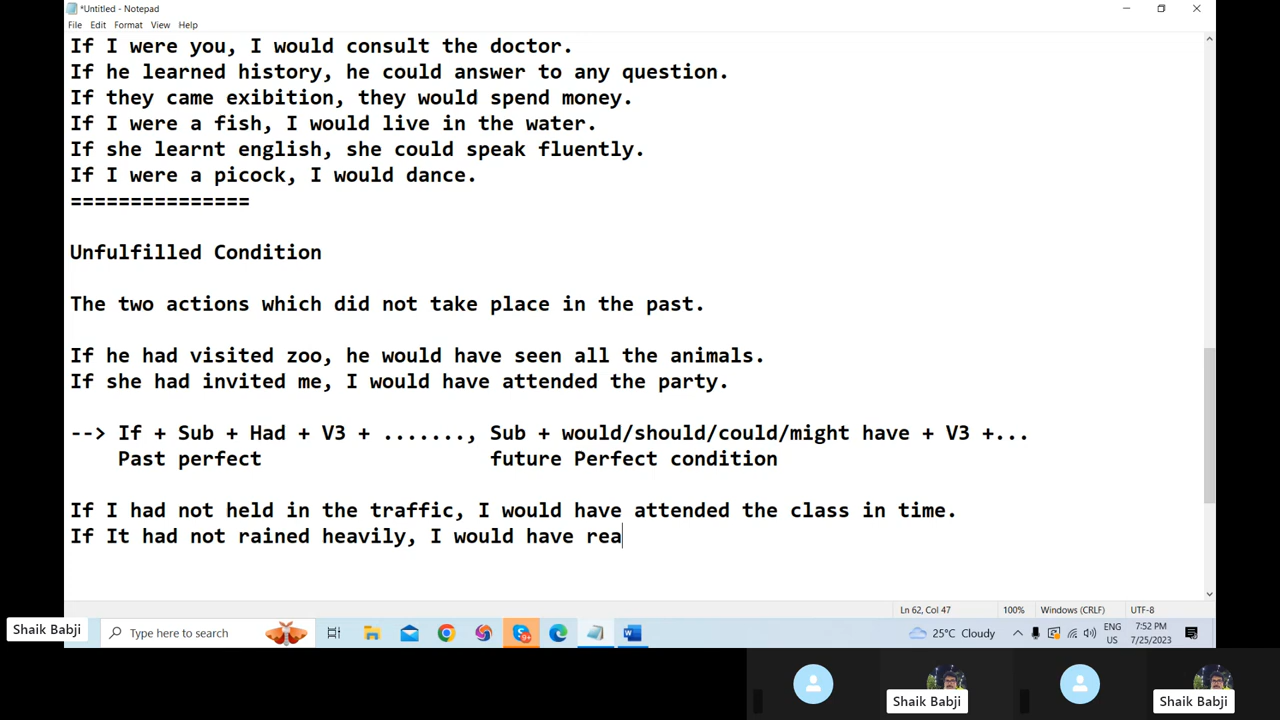 *Untitled - Notepad
File Edit Format View Help
If I were you, I would consult the doctor.
If he learned history, he could answer to any question.
If they came exibition, they would spend money.
If I were a fish, I would live in the water.
If she learnt english, she could speak fluently.
If I were a picock, I would dance.
===============
Unfulfilled Condition
The two actions which did not take place in the past.
If he had visited zoo, he would have seen all the animals.
If she had invited me, I would have attended the party.
--> If + Sub + Had + V3 + ......., Sub + would/should/could/might have + V3 +...
Past perfect future Perfect condition
If I had not held in the traffic, I would have attended the class in time.
If It had not rained heavily, I would have rea
Ln 62, Col 47 100% Windows (CRLF) UTF-8
Shaik Babji
Type here to search
25°C Cloudy
ENG
US
7:52 PM
7/25/2023
Shaik Babji
Shaik Babji